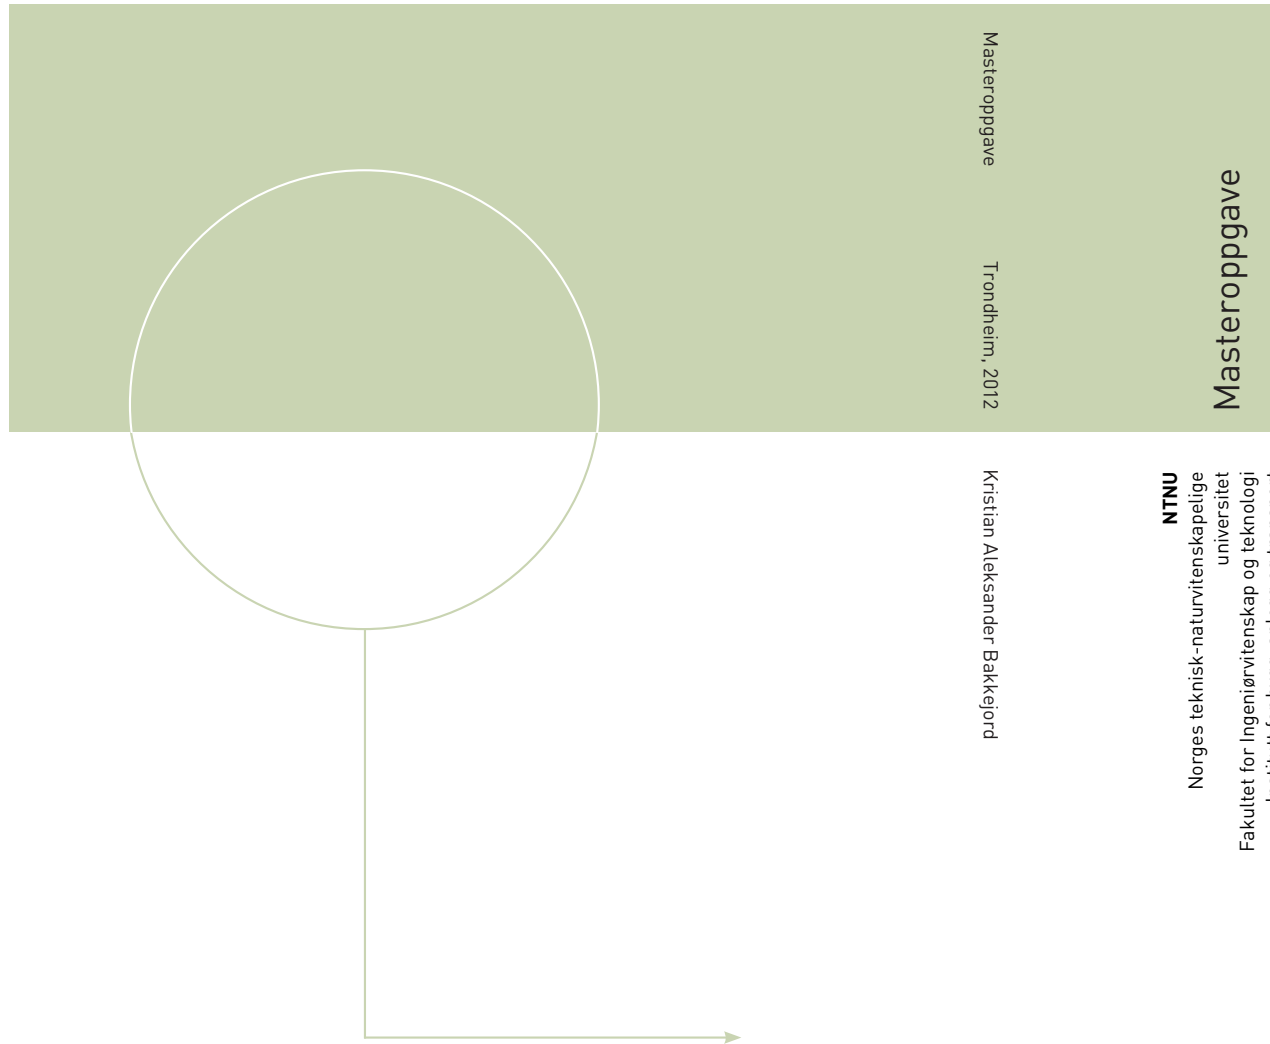 Masteroppgave
Trondheim, 2012
Kristian Aleksander Bakkejord
Masteroppgave
NTNU
Norges teknisk-naturvitenskapelige
universitet
Fakultet for Ingeniørvitenskap og teknologi